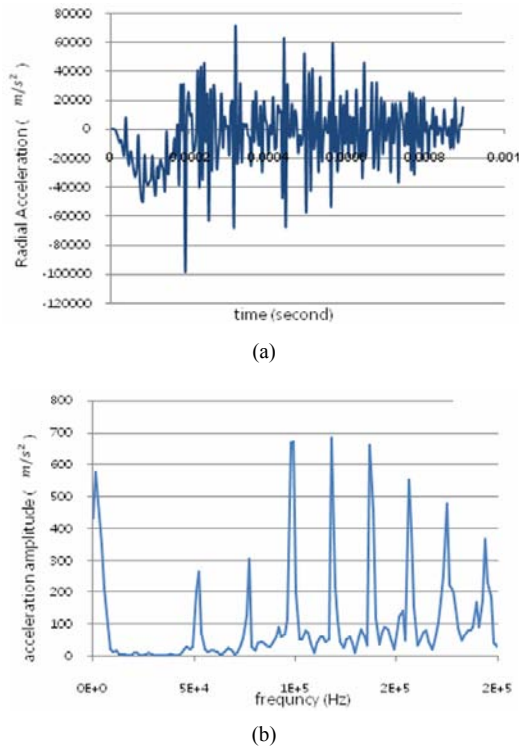 80000
60000
40000
20000
0
-20000
-40000
-60000
-80000
-100000
-120000
Radial Acceleration ( m/s²)
0 0.0002 0.0004 0.0006 0.0008 0.001
time (second)
(a)
800
700
600
500
400
300
200
100
0
acceleration amplitude ( m/s²)
0E+0 5E+4 1E+5 2E+5 2E+5
frequncy (Hz)
(b)